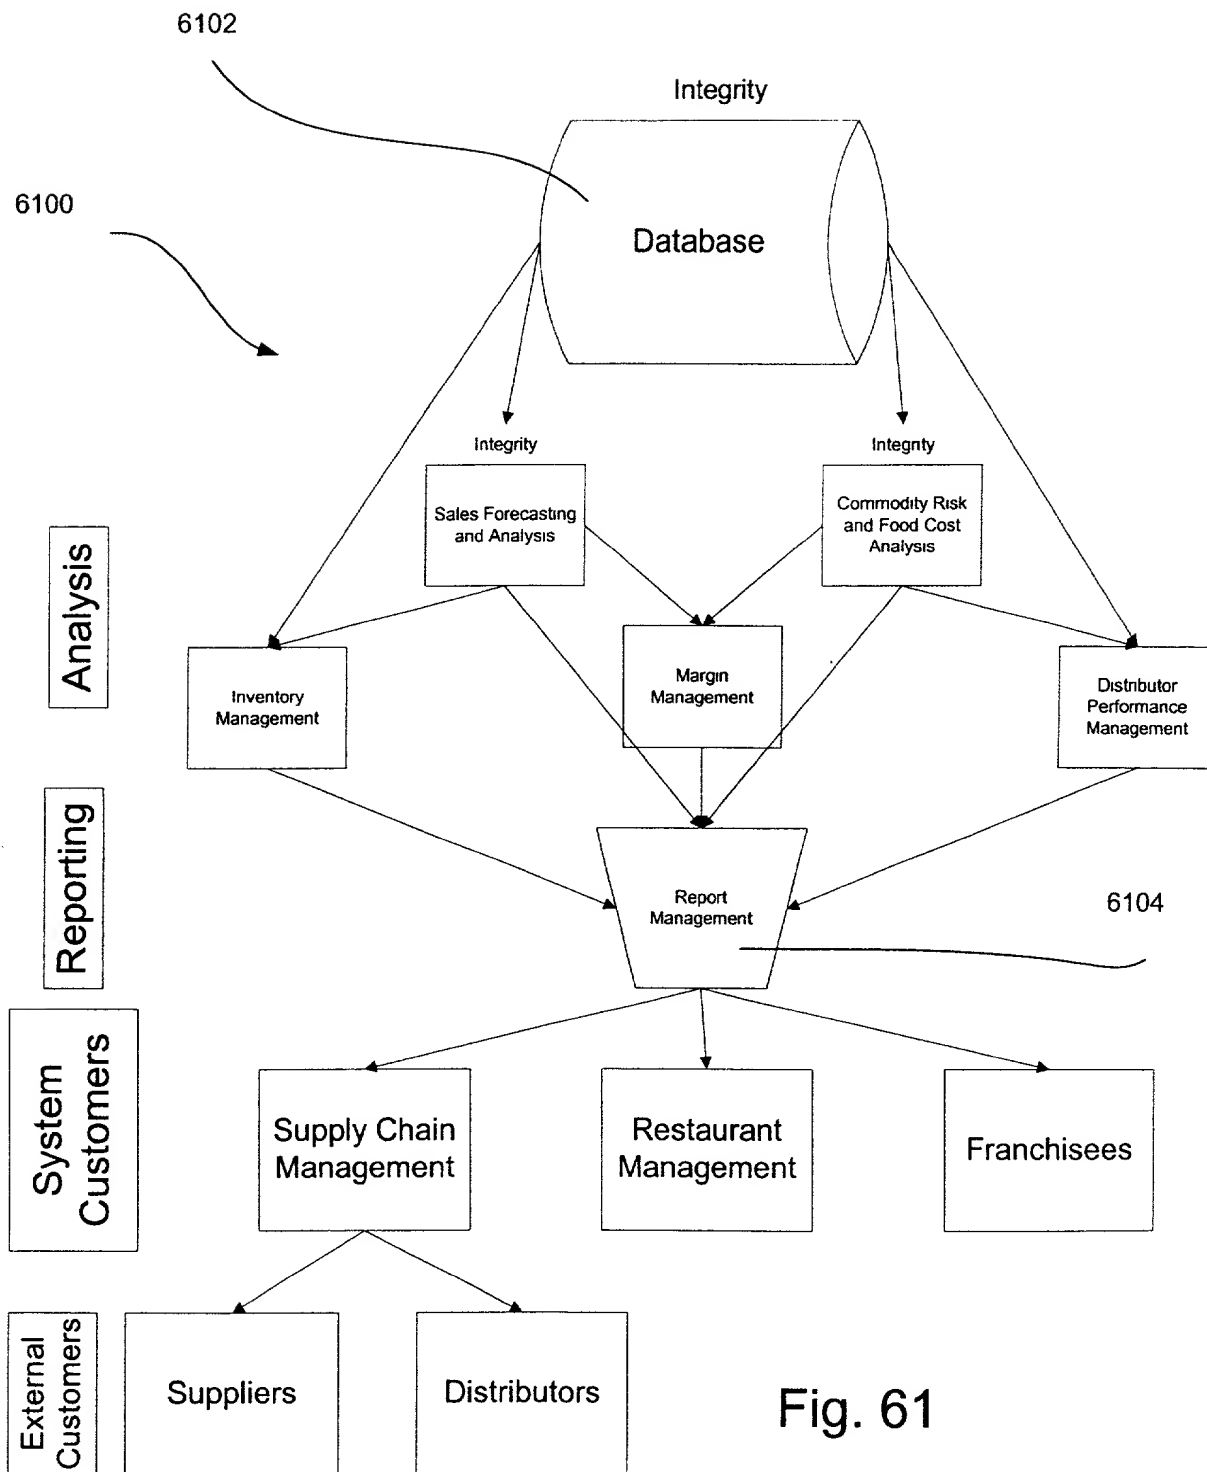 6102
Integrity
6100
Database
Integrity
Integrity
Sales Forecasting
and Analysis
Commodity Risk
and Food Cost
Analysis
Analysis
Inventory
Management
Margin
Management
Distributor
Performance
Management
Reporting
Report
Management
6104
System
Customers
Supply Chain
Management
Restaurant
Management
Franchisees
External
Customers
Suppliers
Distributors
Fig. 61